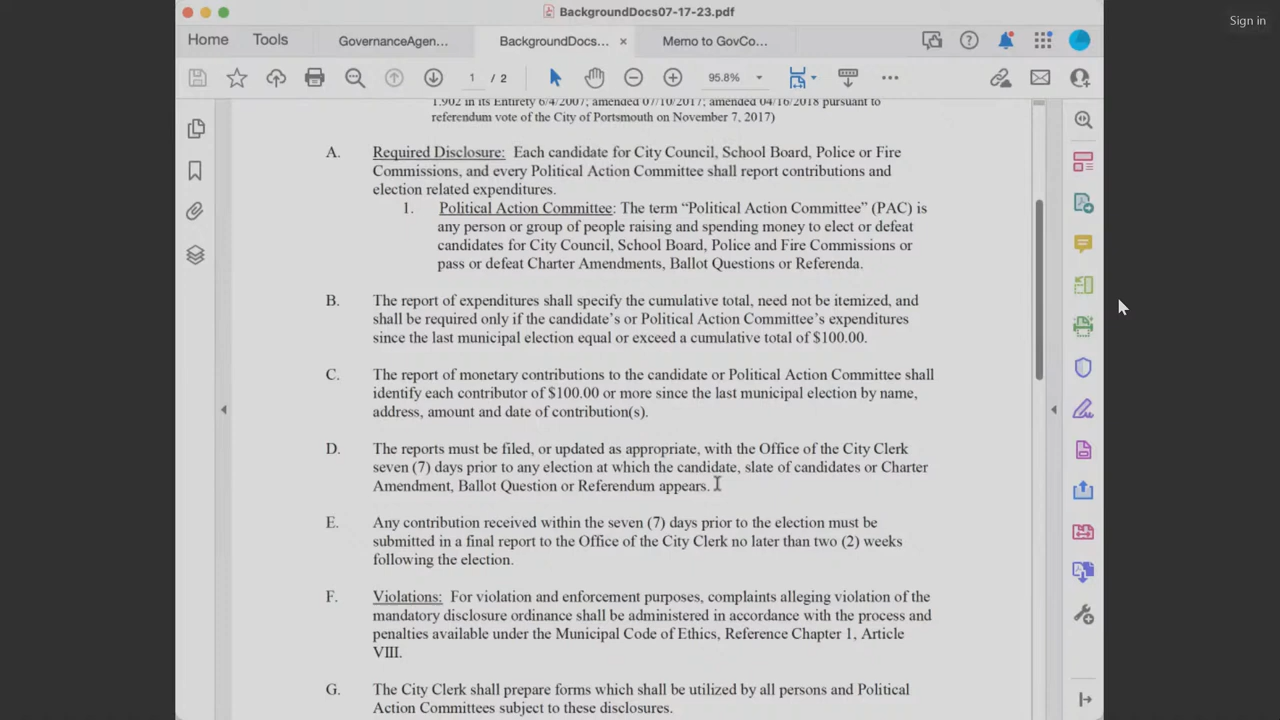 Sign in
BackgroundDocs07-17-23.pdf
Home Tools GovernanceAgen... BackgroundDocs... × Memo to GovCo...
1 / 2 95.8%
1.902 in its Entirety 6/4/2007; amended 07/10/2017; amended 04/16/2018 pursuant to
referendum vote of the City of Portsmouth on November 7, 2017)
A. Required Disclosure: Each candidate for City Council, School Board, Police or Fire
Commissions, and every Political Action Committee shall report contributions and
election related expenditures.
1. Political Action Committee: The term “Political Action Committee” (PAC) is
any person or group of people raising and spending money to elect or defeat
candidates for City Council, School Board, Police and Fire Commissions or
pass or defeat Charter Amendments, Ballot Questions or Referenda.
B. The report of expenditures shall specify the cumulative total, need not be itemized, and
shall be required only if the candidate’s or Political Action Committee’s expenditures
since the last municipal election equal or exceed a cumulative total of $100.00.
C. The report of monetary contributions to the candidate or Political Action Committee shall
identify each contributor of $100.00 or more since the last municipal election by name,
address, amount and date of contribution(s).
D. The reports must be filed, or updated as appropriate, with the Office of the City Clerk
seven (7) days prior to any election at which the candidate, slate of candidates or Charter
Amendment, Ballot Question or Referendum appears.
E. Any contribution received within the seven (7) days prior to the election must be
submitted in a final report to the Office of the City Clerk no later than two (2) weeks
following the election.
F. Violations: For violation and enforcement purposes, complaints alleging violation of the
mandatory disclosure ordinance shall be administered in accordance with the process and
penalties available under the Municipal Code of Ethics, Reference Chapter 1, Article
VIII.
G. The City Clerk shall prepare forms which shall be utilized by all persons and Political
Action Committees subject to these disclosures.